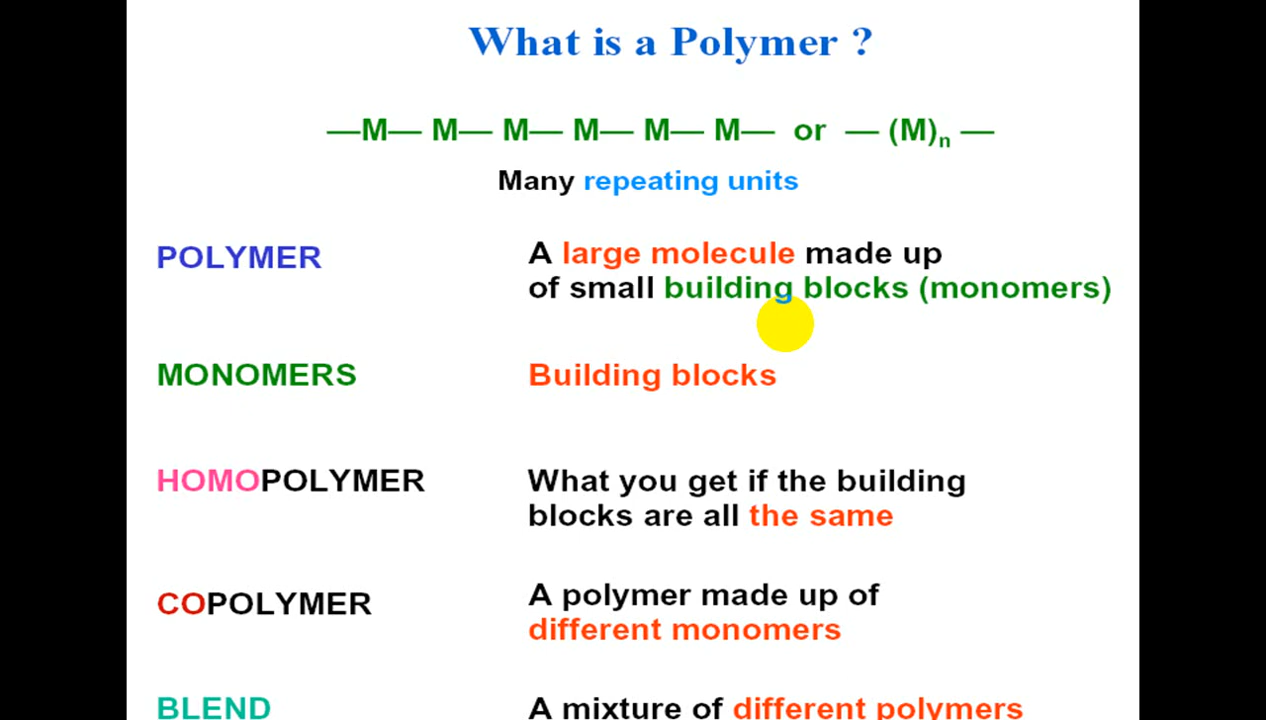 What is a Polymer ?
—M— M— M— M— M— M— or — (M)n —
Many repeating units
POLYMER
A large molecule made up
of small building blocks (monomers)
MONOMERS
Building blocks
HOMOPOLYMER
What you get if the building
blocks are all the same
COPOLYMER
A polymer made up of
different monomers
BLEND
A mixture of different polymers